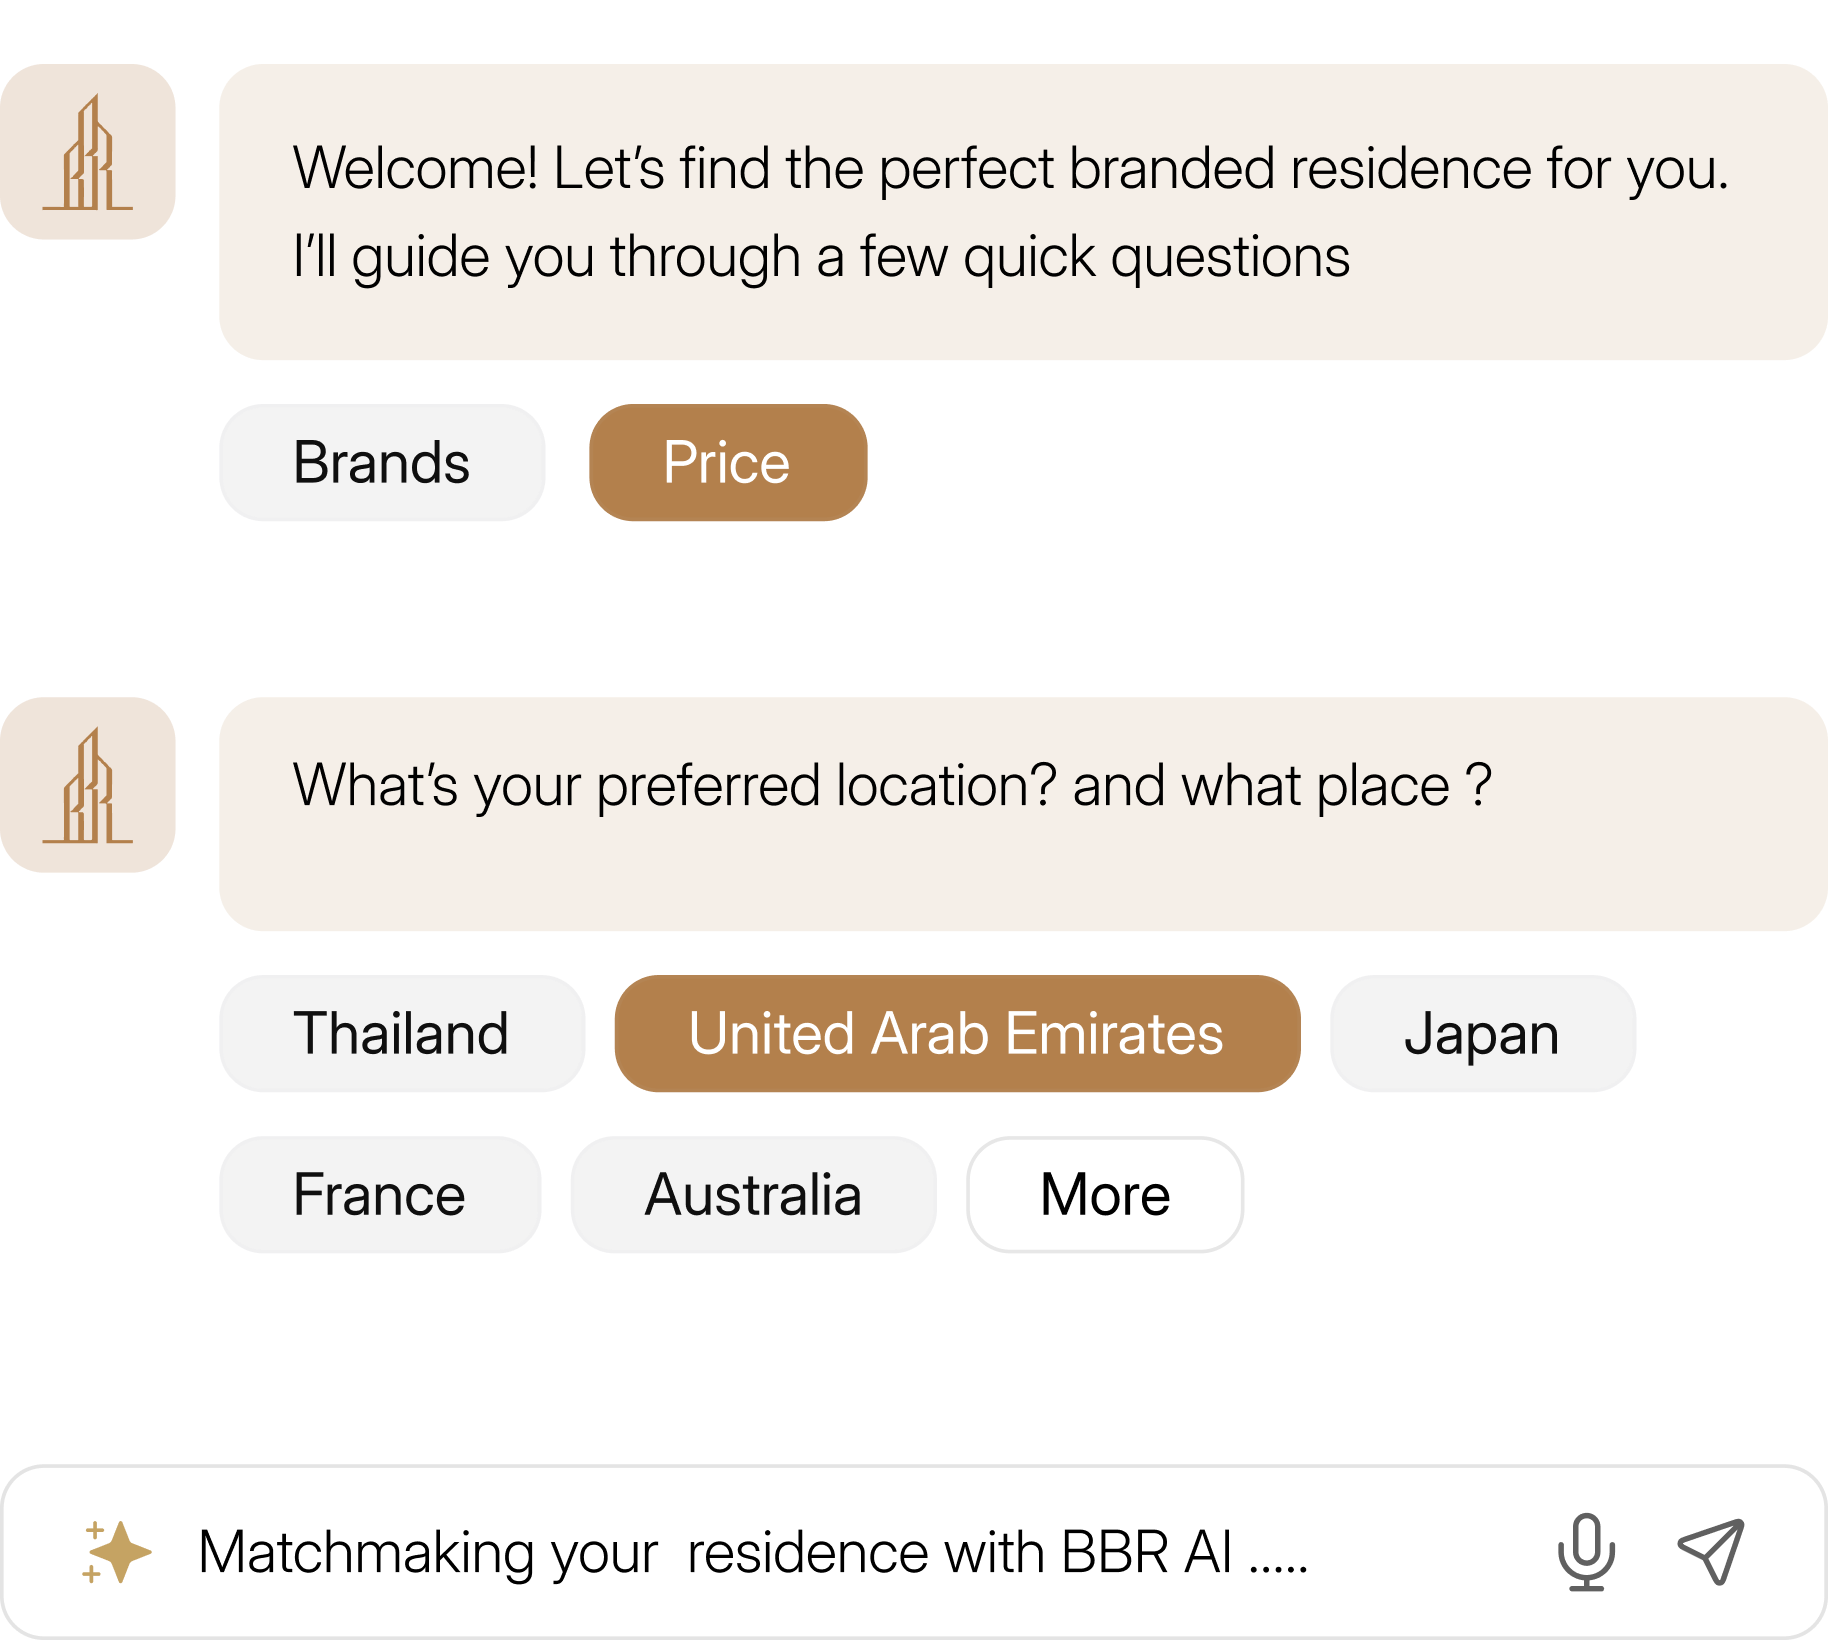 Welcome! Let’s find the perfect branded residence for you.
I’ll guide you through a few quick questions
Brands Price
What’s your preferred location? and what place ?
Thailand United Arab Emirates Japan
France Australia More
Matchmaking your  residence with BBR AI .....